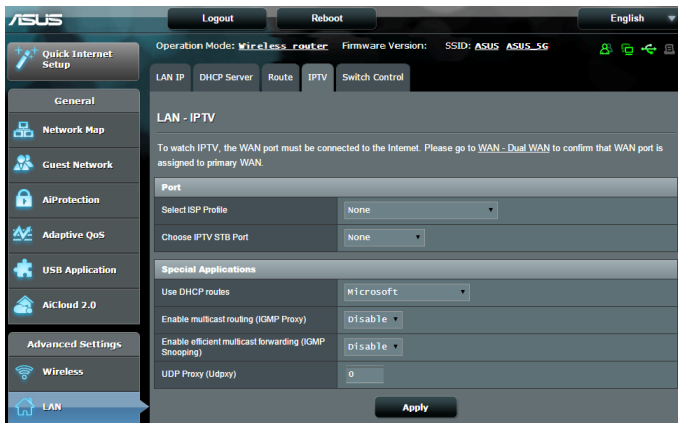 ASUS
Logout
Reboot
English
Quick Internet Setup
Operation Mode: Wireless router Firmware Version: SSID: ASUS ASUS_5G
LAN IP
DHCP Server
Route
IPTV
Switch Control
General
Network Map
Guest Network
AiProtection
Adaptive QoS
USB Application
AiCloud 2.0
Advanced Settings
Wireless
LAN
LAN - IPTV
To watch IPTV, the WAN port must be connected to the Internet. Please go to WAN - Dual WAN to confirm that WAN port is
assigned to primary WAN.
Port
Select ISP Profile
None
Choose IPTV STB Port
None
Special Applications
Use DHCP routes
Microsoft
Enable multicast routing (IGMP Proxy)
Disable
Enable efficient multicast forwarding (IGMP
Snooping)
Disable
UDP Proxy (Udpxy)
0
Apply